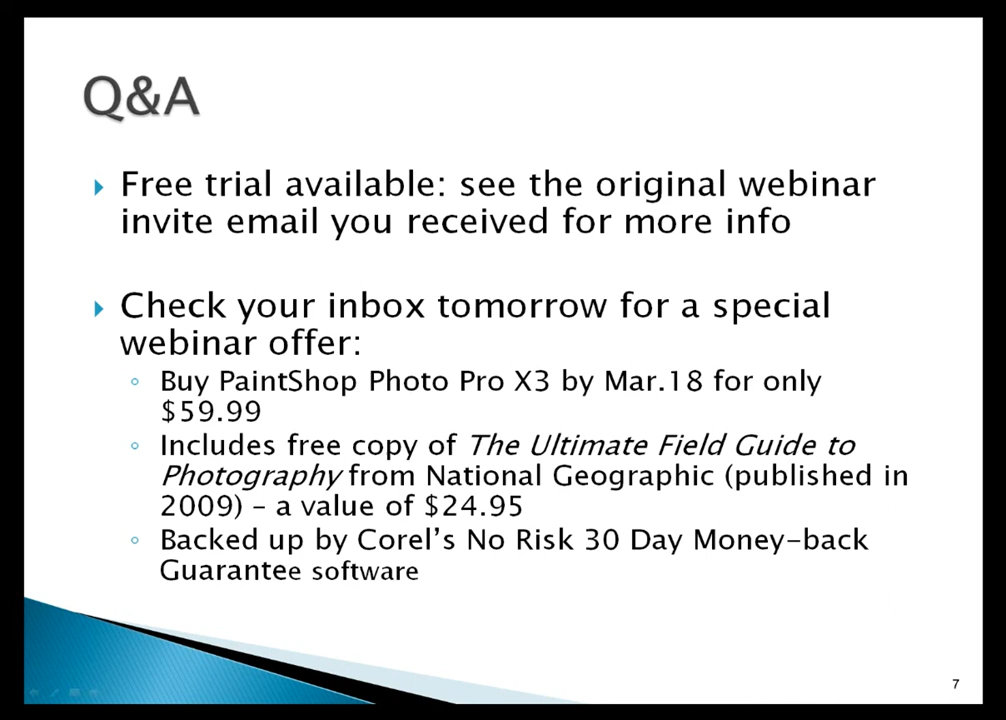 Q&A
Free trial available: see the original webinar
invite email you received for more info
Check your inbox tomorrow for a special
webinar offer:
Buy PaintShop Photo Pro X3 by Mar.18 for only
$59.99
Includes free copy of The Ultimate Field Guide to
Photography from National Geographic (published in
2009) – a value of $24.95
Backed up by Corel’s No Risk 30 Day Money-back
Guarantee software
7